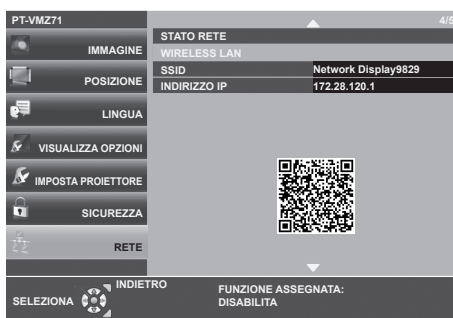 PT-VMZ71
4/5
IMMAGINE
POSIZIONE
LINGUA
VISUALIZZA OPZIONI
IMPOSTA PROIETTORE
SICUREZZA
RETE
STATO RETE
WIRELESS LAN
SSID Network Display9829
INDIRIZZO IP 172.28.120.1
SELEZIONA
INDIETRO
FUNZIONE ASSEGNATA:
DISABILITA